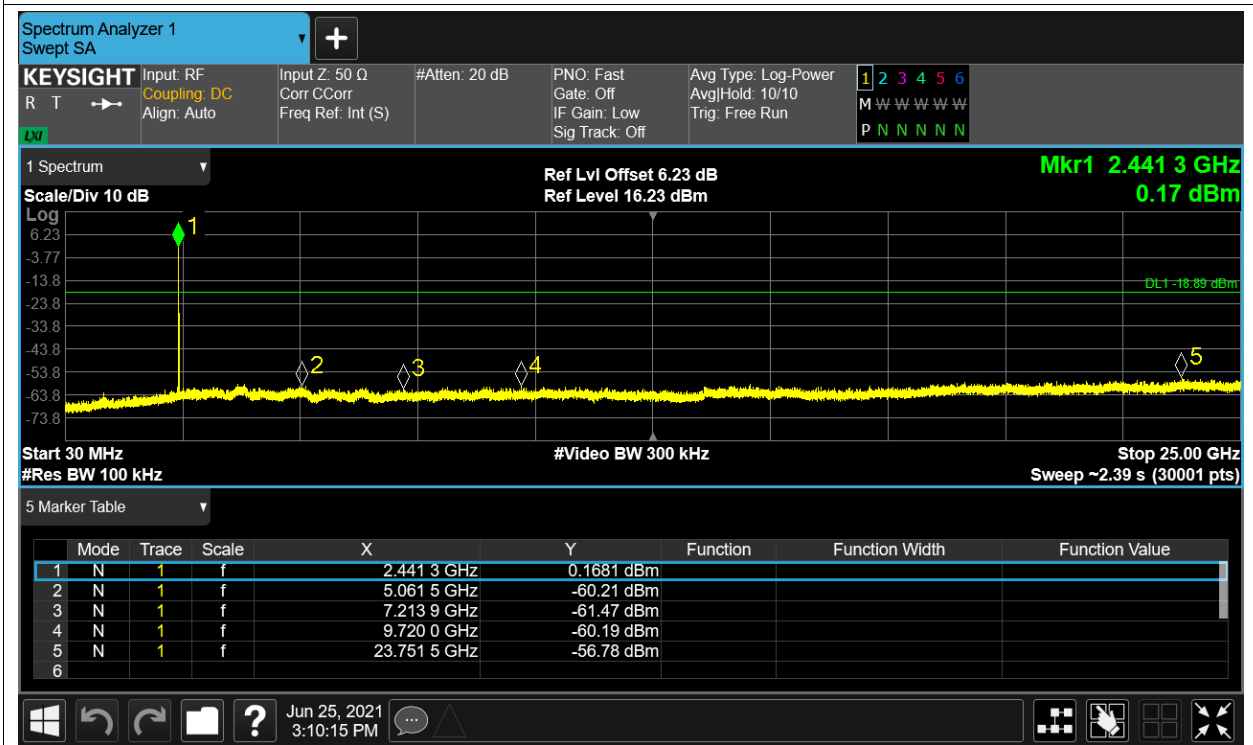 Spectrum Analyzer 1
Swept SA
+
KEYSIGHT Input: RF Input Z: 50 Ω #Atten: 20 dB PNO: Fast Avg Type: Log-Power 1 2 3 4 5 6
R T Coupling: DC Corr CCorr Gate: Off Avg|Hold: 10/10 M W W W W W
Align: Auto Freq Ref: Int (S) IF Gain: Low Trig: Free Run
LXI Sig Track: Off P N N N N N
1 Spectrum Ref Lvl Offset 6.23 dB Mkr1 2.441 3 GHz
Scale/Div 10 dB Ref Level 16.23 dBm 0.17 dBm
Log
1
6.23
-3.77
-13.8
DL1 -18.89 dBm
-23.8
-33.8
-43.8
2 3 4 5
-53.8
-63.8
-73.8
Start 30 MHz #Video BW 300 kHz Stop 25.00 GHz
#Res BW 100 kHz Sweep ~2.39 s (30001 pts)
5 Marker Table
Mode Trace Scale X Y Function Function Width Function Value
1 N 1 f 2.441 3 GHz 0.1681 dBm
2 N 1 f 5.061 5 GHz -60.21 dBm
3 N 1 f 7.213 9 GHz -61.47 dBm
4 N 1 f 9.720 0 GHz -60.19 dBm
5 N 1 f 23.751 5 GHz -56.78 dBm
6
? Jun 25, 2021
3:10:15 PM